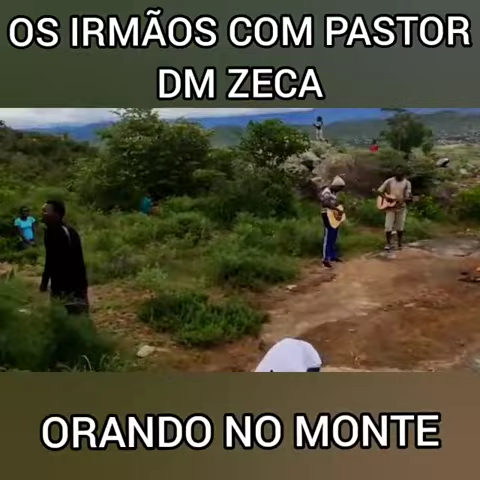 OS IRMÃOS COM PASTOR
DM ZECA
ORANDO NO MONTE